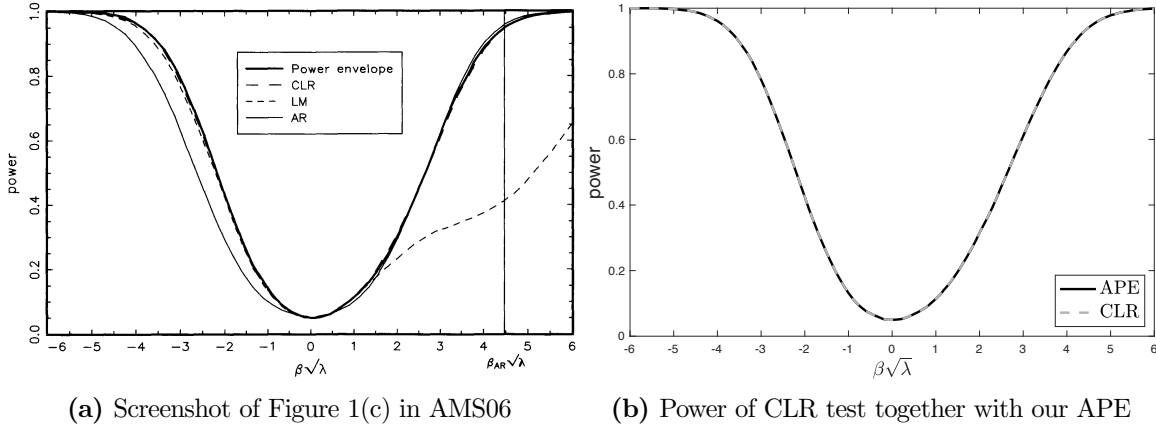 1.0
0.8
0.6
0.4
0.2
0.0
power
Power envelope
CLR
LM
AR
−6 −5 −4 −3 −2 −1 0 1 2 3 4 5 6
β√λ
β_AR√λ
(a) Screenshot of Figure 1(c) in AMS06
1
0.8
0.6
0.4
0.2
0
power
APE
CLR
-6 -5 -4 -3 -2 -1 0 1 2 3 4 5 6
β√λ
(b) Power of CLR test together with our APE